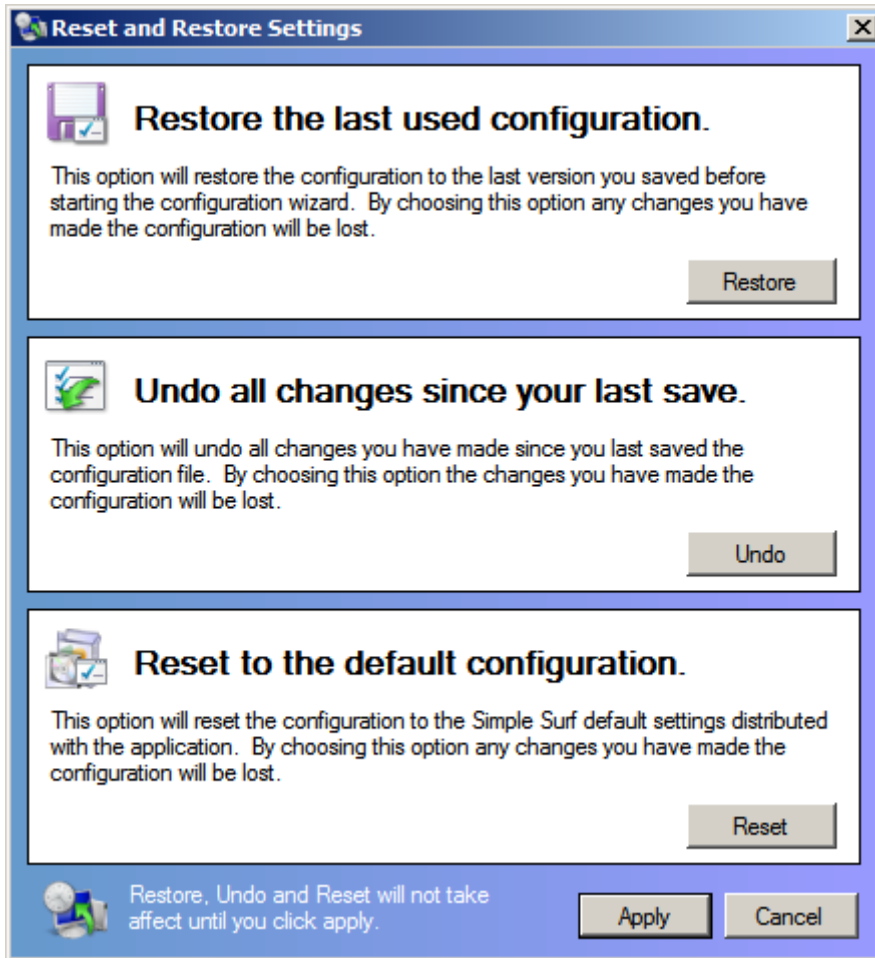 Reset and Restore Settings
Restore the last used configuration.
This option will restore the configuration to the last version you saved before
starting the configuration wizard.  By choosing this option any changes you have
made the configuration will be lost.
Restore
Undo all changes since your last save.
This option will undo all changes you have made since you last saved the
configuration file.  By choosing this option the changes you have made the
configuration will be lost.
Undo
Reset to the default configuration.
This option will reset the configuration to the Simple Surf default settings distributed
with the application.  By choosing this option any changes you have made the
configuration will be lost.
Reset
Restore, Undo and Reset will not take
affect until you click apply.
Apply
Cancel